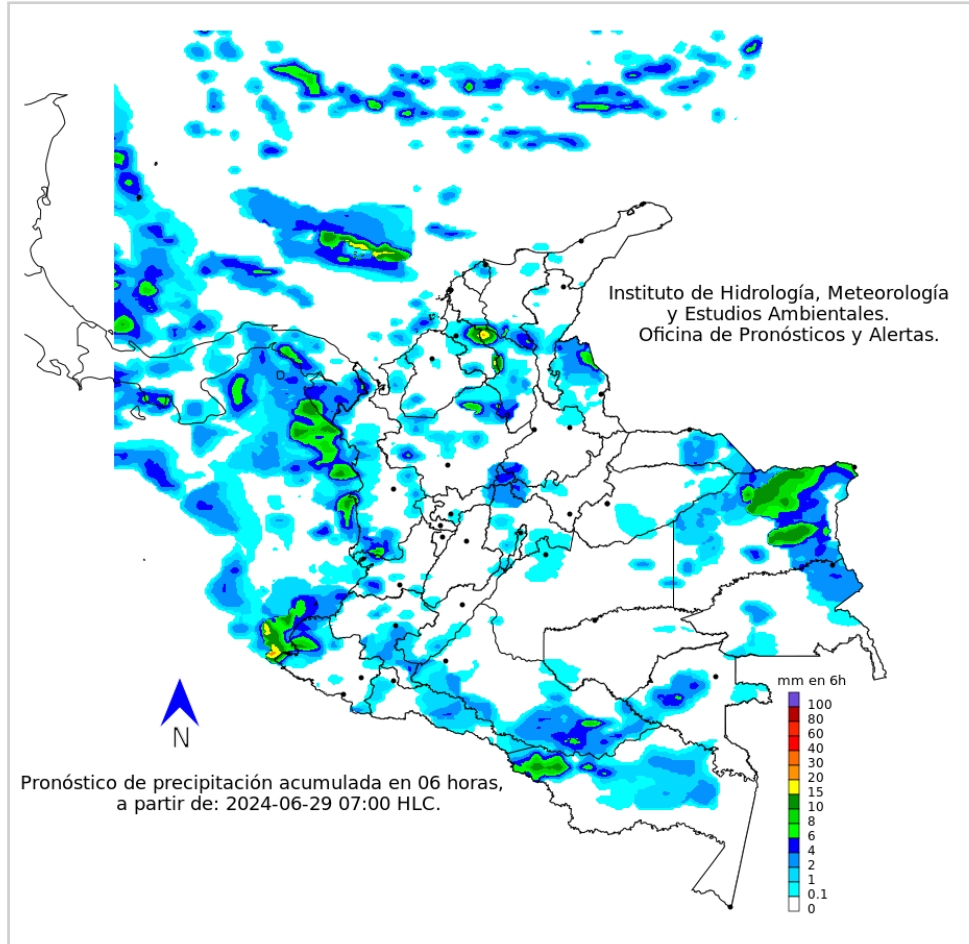 Instituto de Hidrología, Meteorología
y Estudios Ambientales.
Oficina de Pronósticos y Alertas.
N
mm en 6h
100
80
60
40
30
20
15
10
8
6
4
2
1
0.1
0
Pronóstico de precipitación acumulada en 06 horas,
a partir de: 2024-06-29 07:00 HLC.